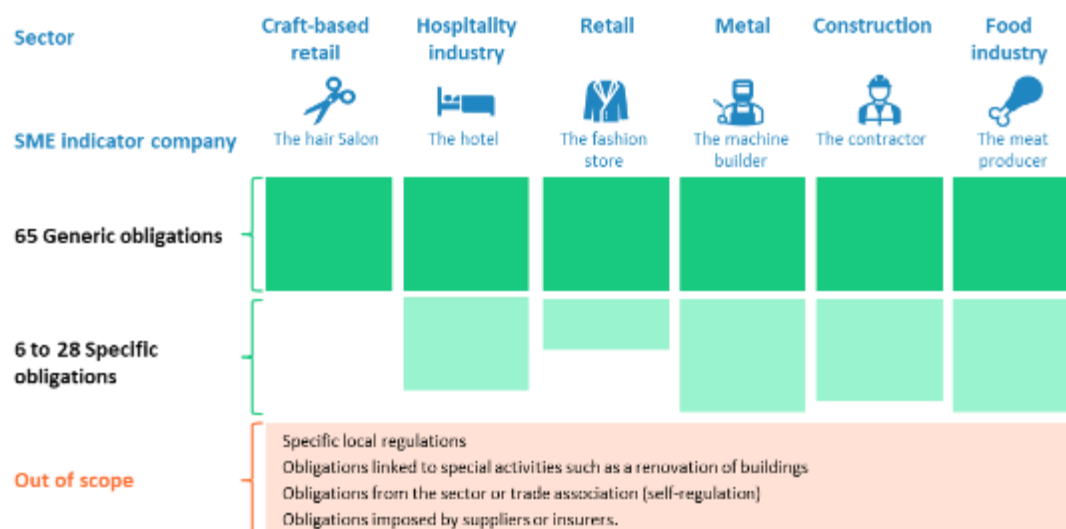 Sector
Craft-based
retail
Hospitality
industry
Retail
Metal
Construction
Food
industry
SME indicator company
The hair Salon
The hotel
The fashion
store
The machine
builder
The contractor
The meat
producer
65 Generic obligations
6 to 28 Specific
obligations
Out of scope
Specific local regulations
Obligations linked to special activities such as a renovation of buildings
Obligations from the sector or trade association (self-regulation)
Obligations imposed by suppliers or insurers.